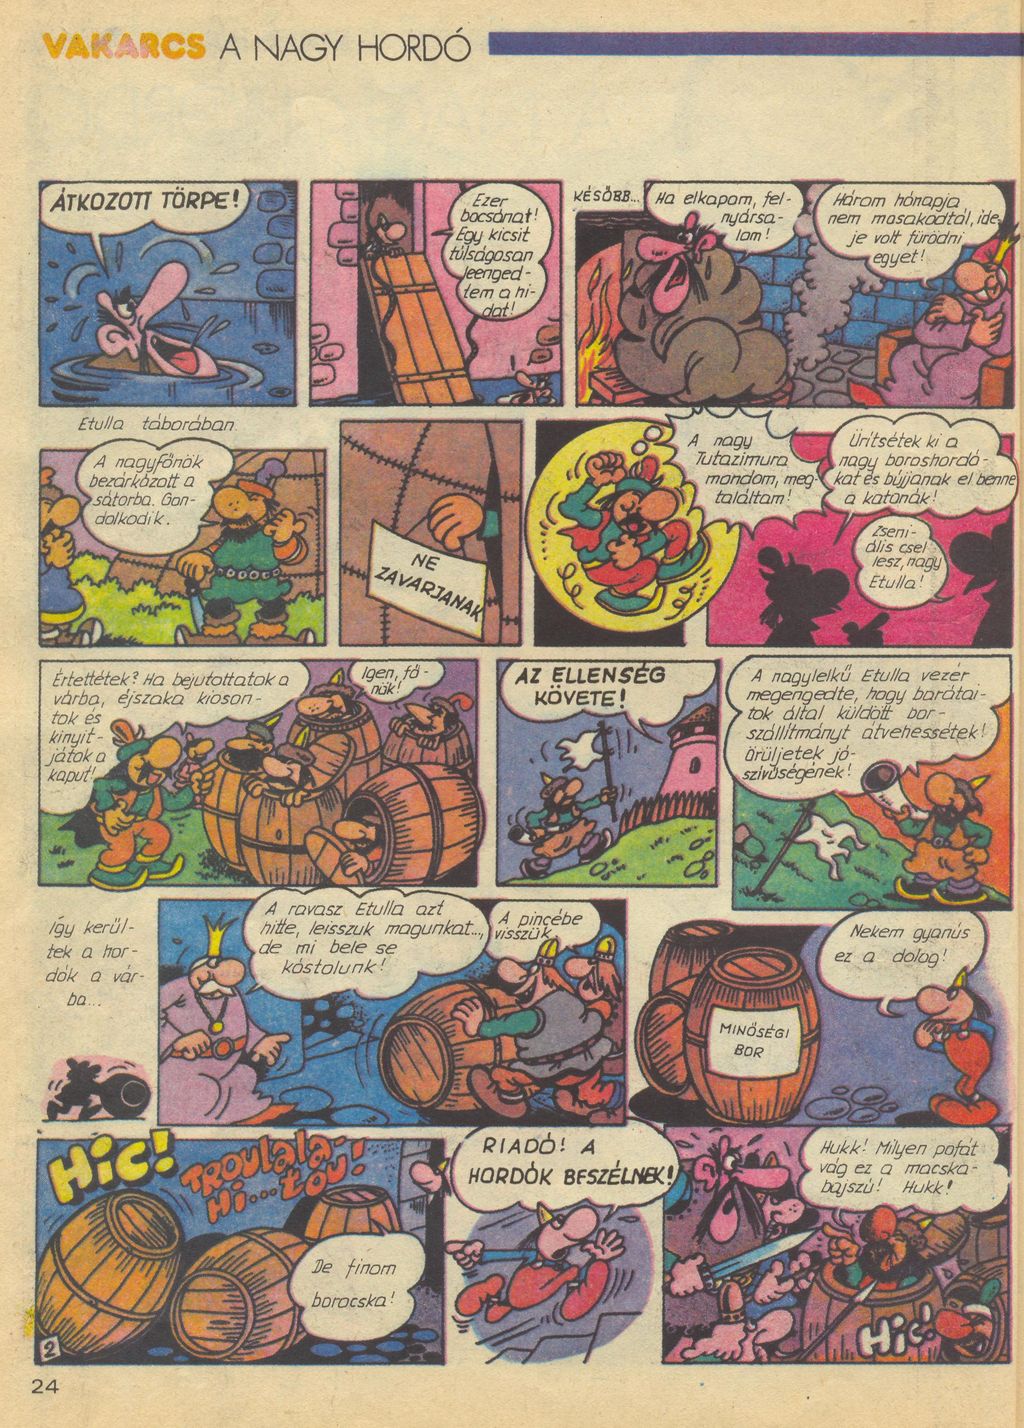 VAKARCS A NAGY HORDÓ
ÁTKOZOTT TÖRPE!
Ezer
bocsánat!
Egy kicsit
túlságosan
leenged-
tem a hi-
dat!
KÉSŐBB...
Ha elkapom, fel-
nyársa-
lom!
Három hónapja
nem mosakodtál, ide-
je volt fürödni
egyet!
Etulla táborában
A nagyfőnök
bezárkózott a
sátorba. Gon-
dolkodik.
NE
ZAVARJANAK
A nagy
Tutazimura
mondom, meg-
találtam!
Ürítsétek ki a
nagy boroshordó-
kat és bújjanak el benne
a katonák!
Zseni-
ális csel
lesz, nagy
Etulla!
Értettétek? Ha bejutottatok a
várba, éjszaka kioson-
tok és
kinyit-
játok a
kaput!
Igen, fő-
nök!
AZ ELLENSÉG
KÖVETE!
A nagylelkű Etulla vezér
megengedte, hogy barátai-
tok által küldött bor-
szállítmányt átvehessétek!
Örüljetek jó-
szívűségének!
Így kerül-
tek a hor-
dók a vár-
ba...
A ravasz Etulla azt
hitte, leisszuk magunkat...,
de mi bele se
kóstolunk!
A pincébe
visszük.
MINŐSÉGI
BOR
Nekem gyanús
ez a dolog!
Hic!
TROULALA-
Hi...TOU!
De finom
borocska!
2
RIADÓ! A
HORDÓK BESZÉLNEK!
Hukk! Milyen pofát
vág ez a macska-
bajszú! Hukk!
Hic!
24